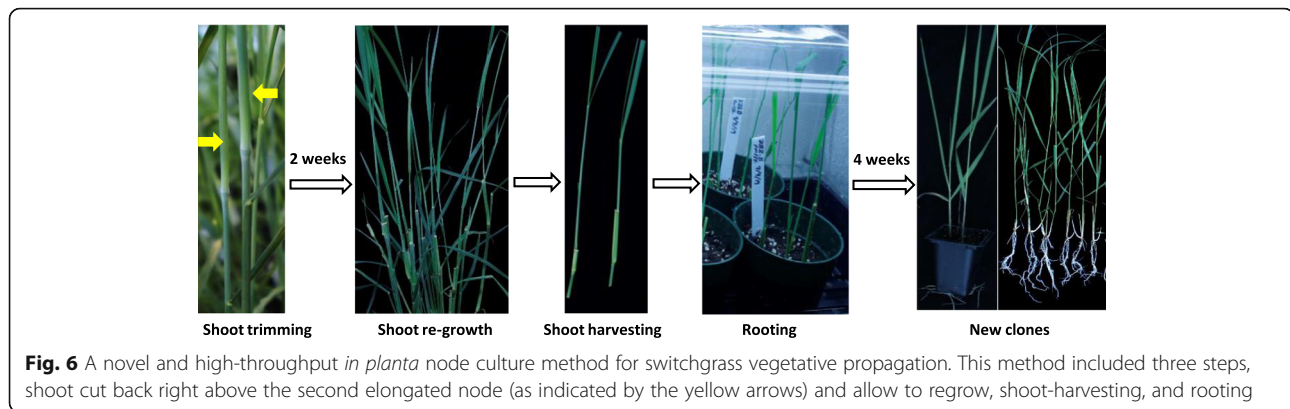 2 weeks
4 weeks
Shoot trimming
Shoot re-growth
Shoot harvesting
Rooting
New clones
Fig. 6 A novel and high-throughput in planta node culture method for switchgrass vegetative propagation. This method included three steps,
shoot cut back right above the second elongated node (as indicated by the yellow arrows) and allow to regrow, shoot-harvesting, and rooting